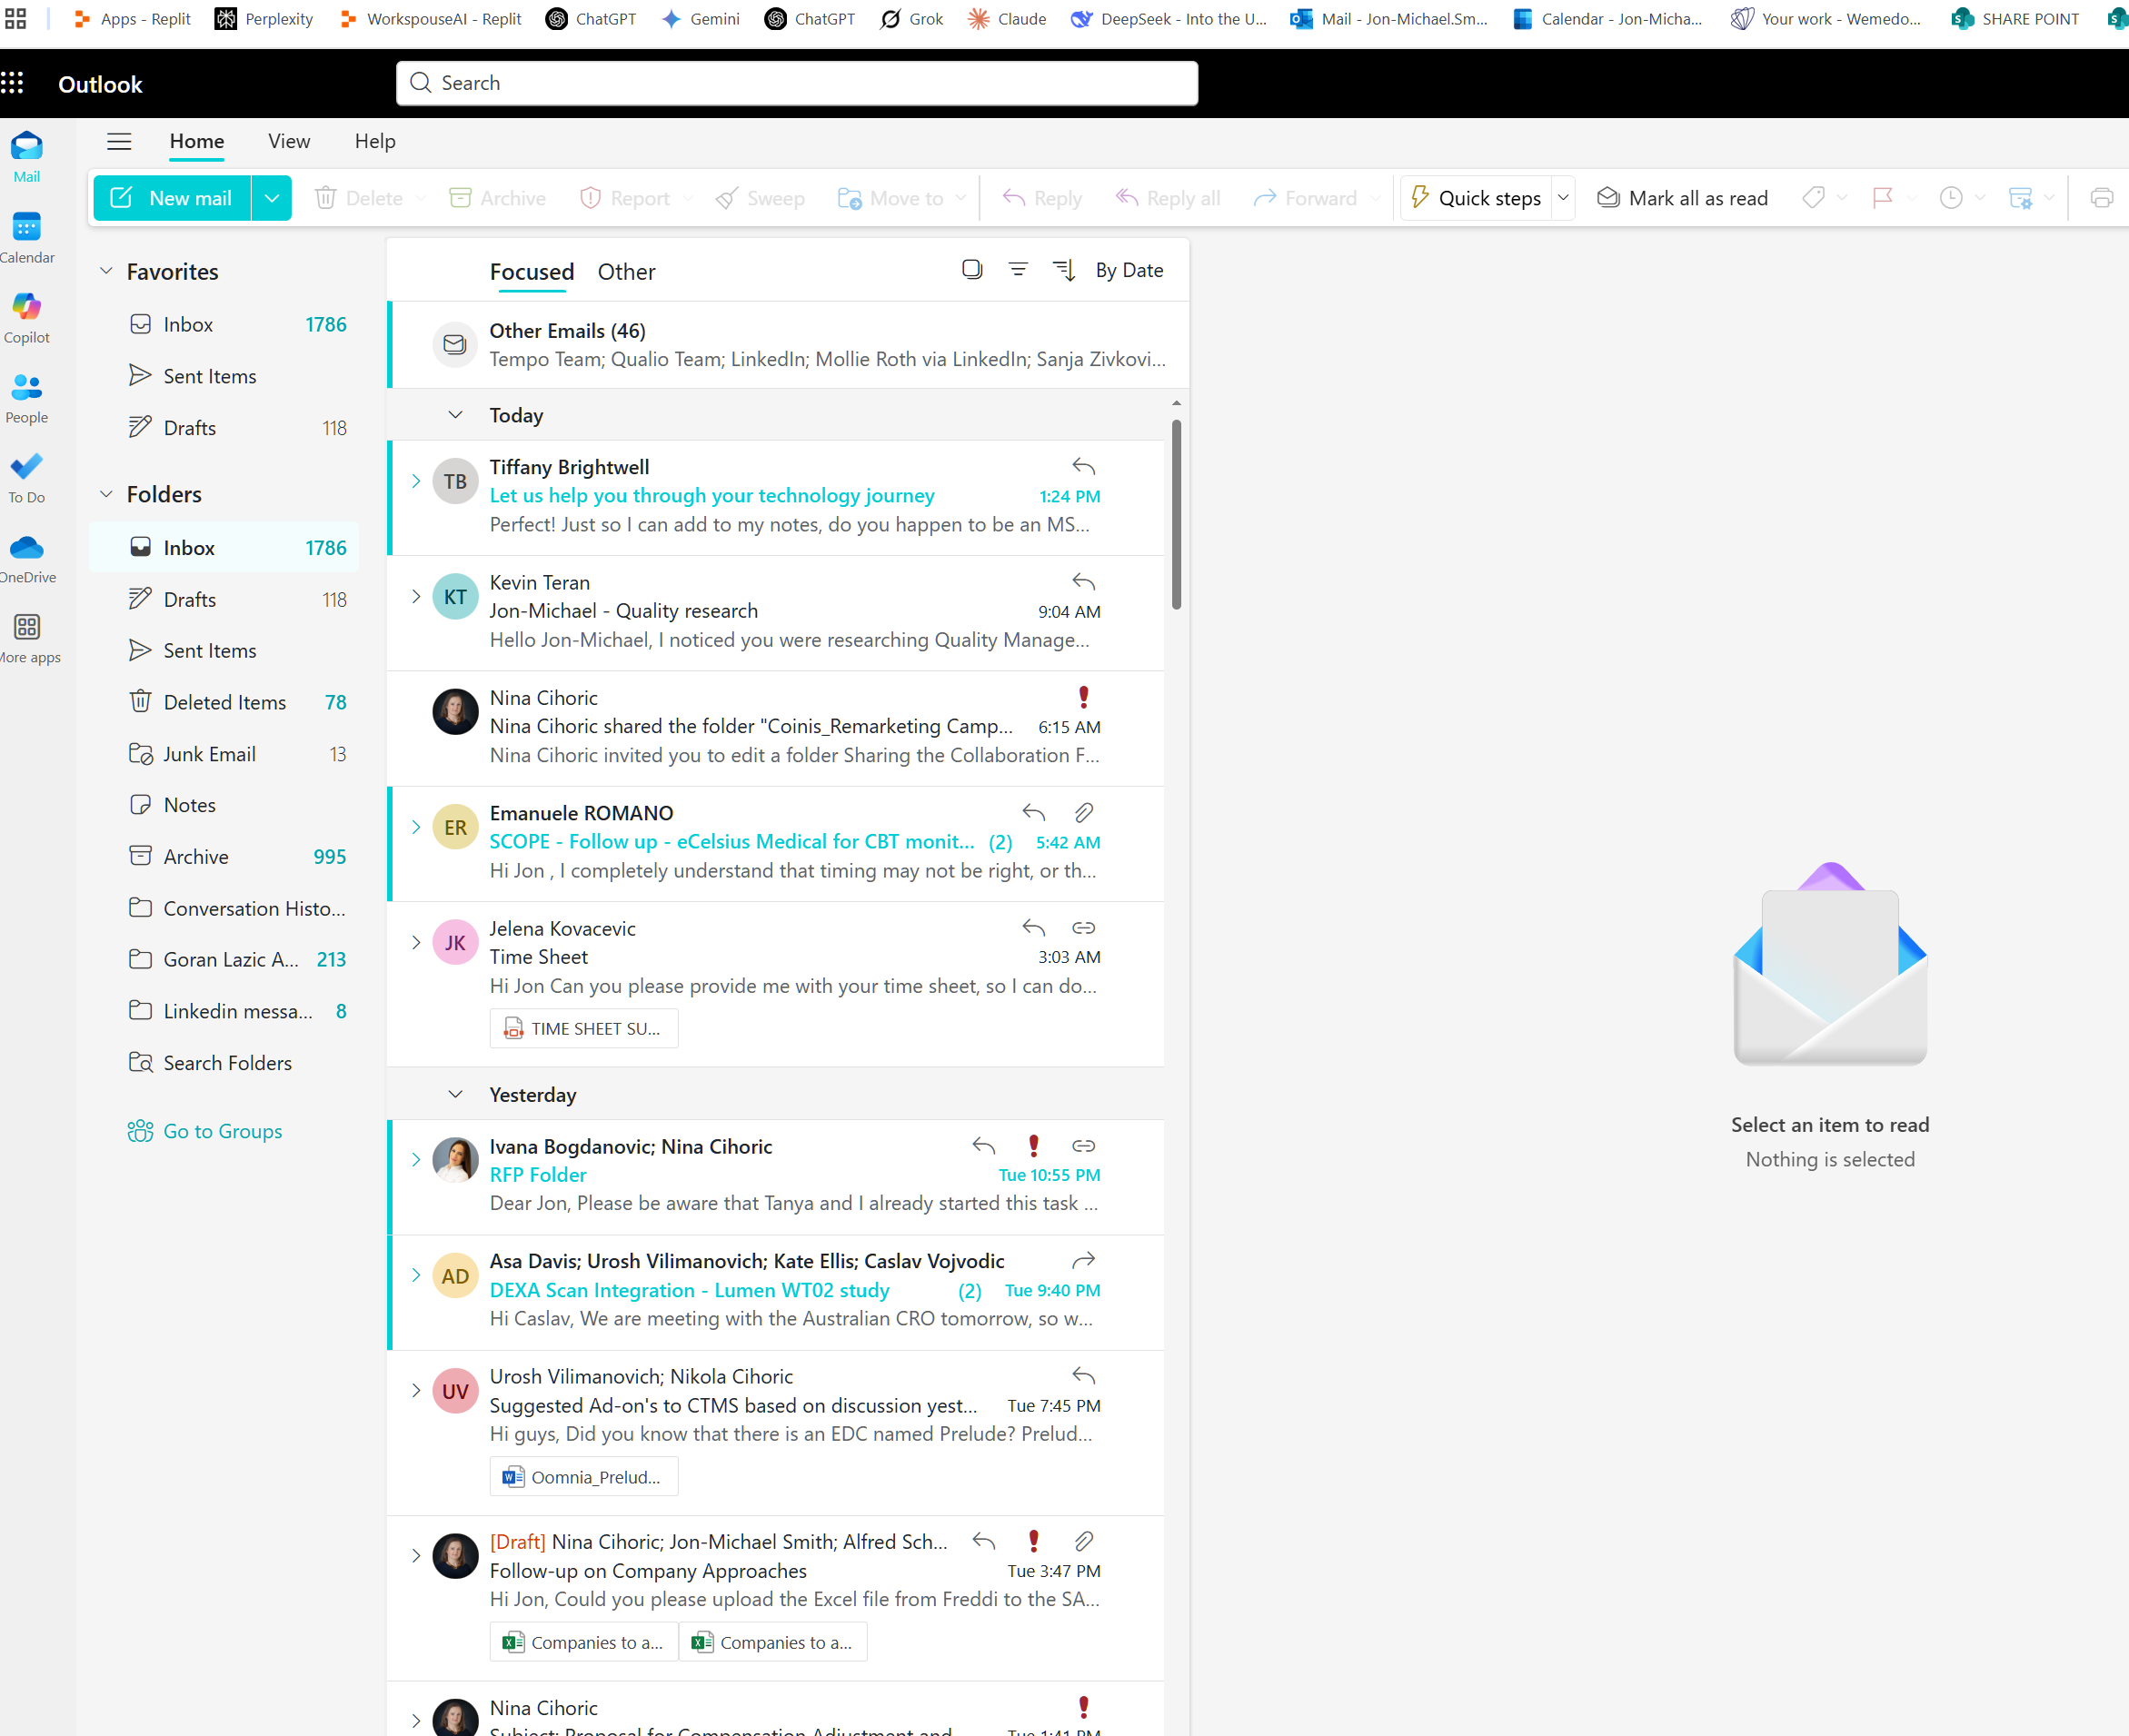 Apps - Replit Perplexity WorkspouseAI - Replit ChatGPT Gemini ChatGPT Grok Claude DeepSeek - Into the U... Mail - Jon-Michael.Sm... Calendar - Jon-Micha... Your work - Wemedo... SHARE POINT
Outlook
Search
Home View Help
New mail Delete Archive Report Sweep Move to Reply Reply all Forward Quick steps Mark all as read
Mail
Calendar
Copilot
People
To Do
OneDrive
More apps
Favorites
Inbox 1786
Sent Items
Drafts 118
Folders
Inbox 1786
Drafts 118
Sent Items
Deleted Items 78
Junk Email 13
Notes
Archive 995
Conversation Histo...
Goran Lazic A... 213
Linkedin messa... 8
Search Folders
Go to Groups
Focused Other By Date
Other Emails (46)
Tempo Team; Qualio Team; LinkedIn; Mollie Roth via LinkedIn; Sanja Zivkovi...
Today
TB
Tiffany Brightwell
Let us help you through your technology journey 1:24 PM
Perfect! Just so I can add to my notes, do you happen to be an MS...
KT
Kevin Teran
Jon-Michael - Quality research 9:04 AM
Hello Jon-Michael, I noticed you were researching Quality Manage...
Nina Cihoric
Nina Cihoric shared the folder "Coinis_Remarketing Camp... 6:15 AM
Nina Cihoric invited you to edit a folder Sharing the Collaboration F...
ER
Emanuele ROMANO
SCOPE - Follow up - eCelsius Medical for CBT monit... (2) 5:42 AM
Hi Jon , I completely understand that timing may not be right, or th...
JK
Jelena Kovacevic
Time Sheet 3:03 AM
Hi Jon Can you please provide me with your time sheet, so I can do...
TIME SHEET SU...
Yesterday
Ivana Bogdanovic; Nina Cihoric
RFP Folder Tue 10:55 PM
Dear Jon, Please be aware that Tanya and I already started this task ...
AD
Asa Davis; Urosh Vilimanovich; Kate Ellis; Caslav Vojvodic
DEXA Scan Integration - Lumen WT02 study (2) Tue 9:40 PM
Hi Caslav, We are meeting with the Australian CRO tomorrow, so w...
UV
Urosh Vilimanovich; Nikola Cihoric
Suggested Ad-on's to CTMS based on discussion yest... Tue 7:45 PM
Hi guys, Did you know that there is an EDC named Prelude? Prelud...
Oomnia_Prelud...
[Draft] Nina Cihoric; Jon-Michael Smith; Alfred Sch...
Follow-up on Company Approaches Tue 3:47 PM
Hi Jon, Could you please upload the Excel file from Freddi to the SA...
Companies to a... Companies to a...
Nina Cihoric
Subject: Proposal for Compensation Adjustment and Tue 1:41 PM
Select an item to read
Nothing is selected